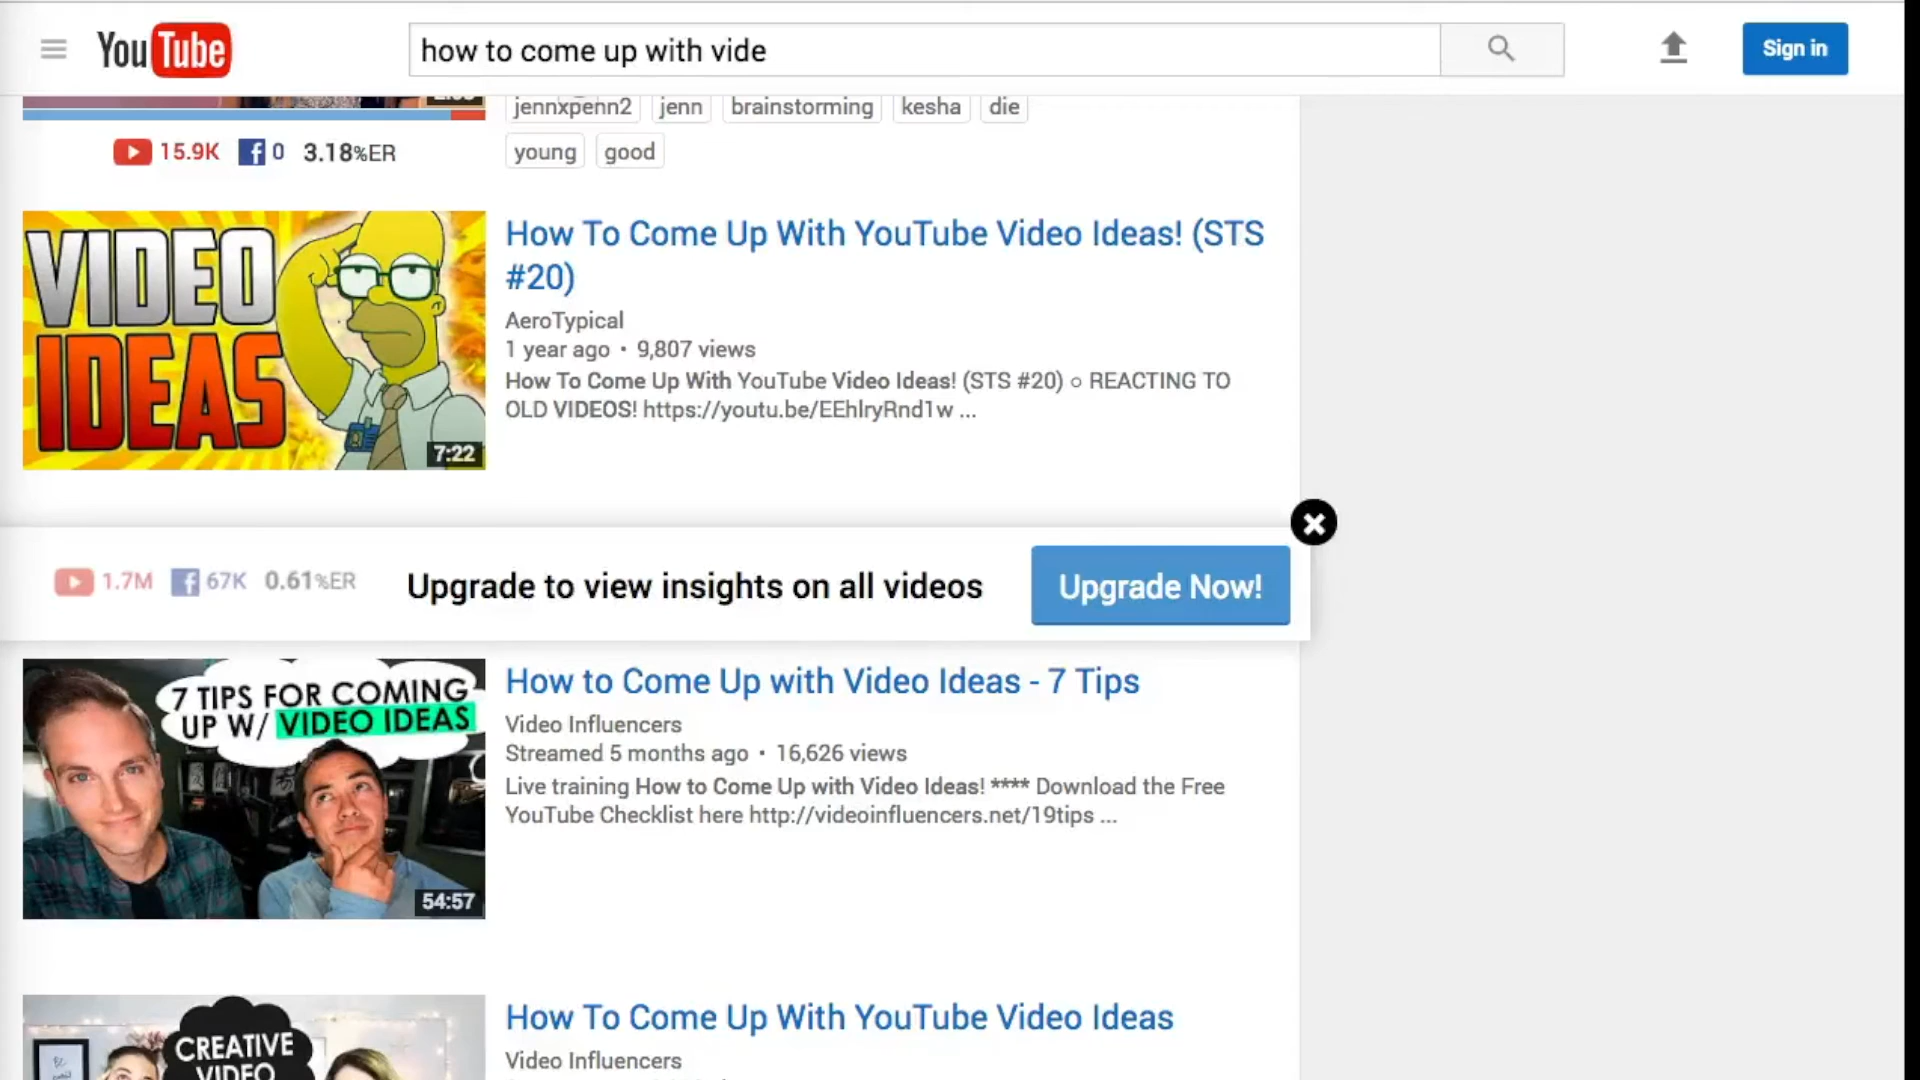 YouTube
how to come up with vide
Sign in
jennxpenn2 jenn brainstorming kesha die
15.9K 0 3.18%ER
young good
How To Come Up With YouTube Video Ideas! (STS
#20)
VIDEO
IDEAS
7:22
AeroTypical
1 year ago • 9,807 views
How To Come Up With YouTube Video Ideas! (STS #20) ○ REACTING TO
OLD VIDEOS! https://youtu.be/EEhlryRnd1w ...
1.7M 67K 0.61%ER
Upgrade to view insights on all videos
Upgrade Now!
7 TIPS FOR COMING
UP W/ VIDEO IDEAS
54:57
How to Come Up with Video Ideas - 7 Tips
Video Influencers
Streamed 5 months ago • 16,626 views
Live training How to Come Up with Video Ideas! **** Download the Free
YouTube Checklist here http://videoinfluencers.net/19tips ...
CREATIVE
VIDEO
How To Come Up With YouTube Video Ideas
Video Influencers